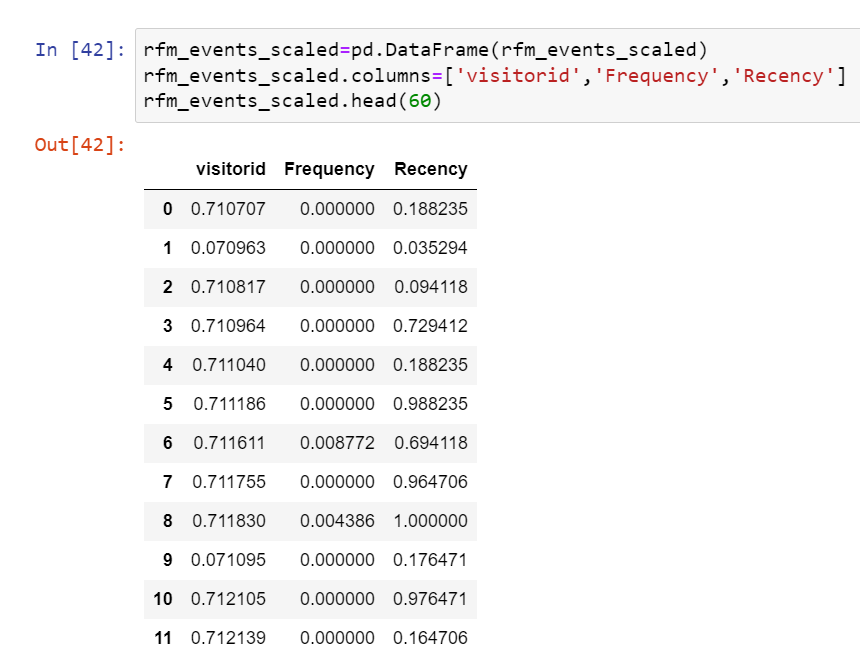 In [42]: rfm_events_scaled=pd.DataFrame(rfm_events_scaled)
rfm_events_scaled.columns=['visitorid','Frequency','Recency']
rfm_events_scaled.head(60)
Out[42]:
visitorid Frequency Recency
0 0.710707 0.000000 0.188235
1 0.070963 0.000000 0.035294
2 0.710817 0.000000 0.094118
3 0.710964 0.000000 0.729412
4 0.711040 0.000000 0.188235
5 0.711186 0.000000 0.988235
6 0.711611 0.008772 0.694118
7 0.711755 0.000000 0.964706
8 0.711830 0.004386 1.000000
9 0.071095 0.000000 0.176471
10 0.712105 0.000000 0.976471
11 0.712139 0.000000 0.164706